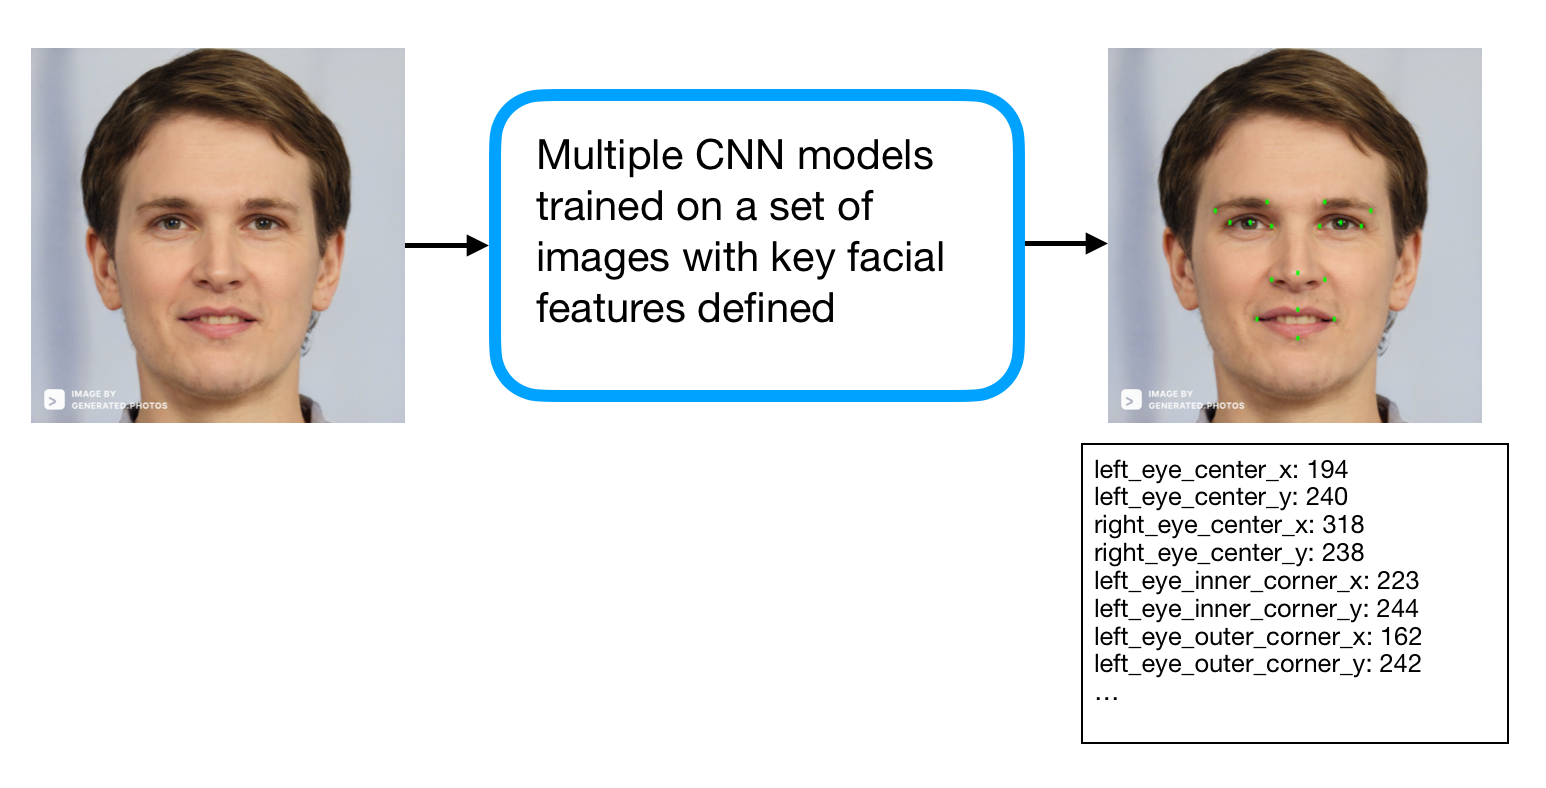 Multiple CNN models
trained on a set of
images with key facial
features defined
IMAGE BY
GENERATED.PHOTOS
IMAGE BY
GENERATED.PHOTOS
left_eye_center_x: 194
left_eye_center_y: 240
right_eye_center_x: 318
right_eye_center_y: 238
left_eye_inner_corner_x: 223
left_eye_inner_corner_y: 244
left_eye_outer_corner_x: 162
left_eye_outer_corner_y: 242
…